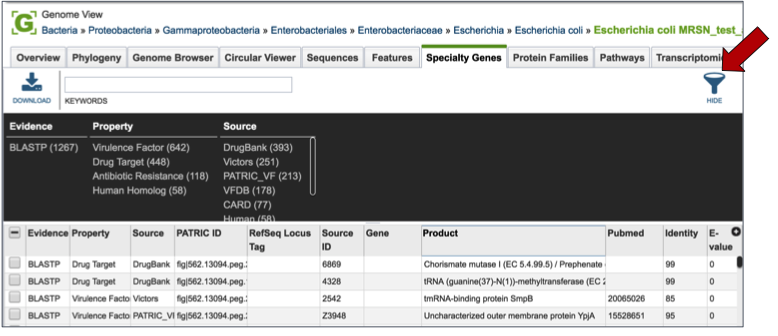 Genome View
Bacteria » Proteobacteria » Gammaproteobacteria » Enterobacteriales » Enterobacteriaceae » Escherichia » Escherichia coli » Escherichia coli MRSN_test_
Overview Phylogeny Genome Browser Circular Viewer Sequences Features Specialty Genes Protein Families Pathways Transcriptomi
DOWNLOAD KEYWORDS HIDE
Evidence Property Source
BLASTP (1267) Virulence Factor (642) DrugBank (393)
Drug Target (448) Victors (251)
Antibiotic Resistance (118) PATRIC_VF (213)
Human Homolog (58) VFDB (178)
CARD (77)
Human (58)
Evidence Property Source PATRIC ID RefSeq Locus Tag Source ID Gene Product Pubmed Identity E-value
BLASTP Drug Target DrugBank fig|562.13094.peg. 6869 Chorismate mutase I (EC 5.4.99.5) / Prephenate 99 0
BLASTP Drug Target DrugBank fig|562.13094.peg. 4328 tRNA (guanine(37)-N(1))-methyltransferase (EC 2 99 0
BLASTP Virulence Facto Victors fig|562.13094.peg. 2542 tmRNA-binding protein SmpB 20065026 85 0
BLASTP Virulence Facto PATRIC_VI fig|562.13094.peg. Z3948 Uncharacterized outer membrane protein YpjA 15528651 95 0